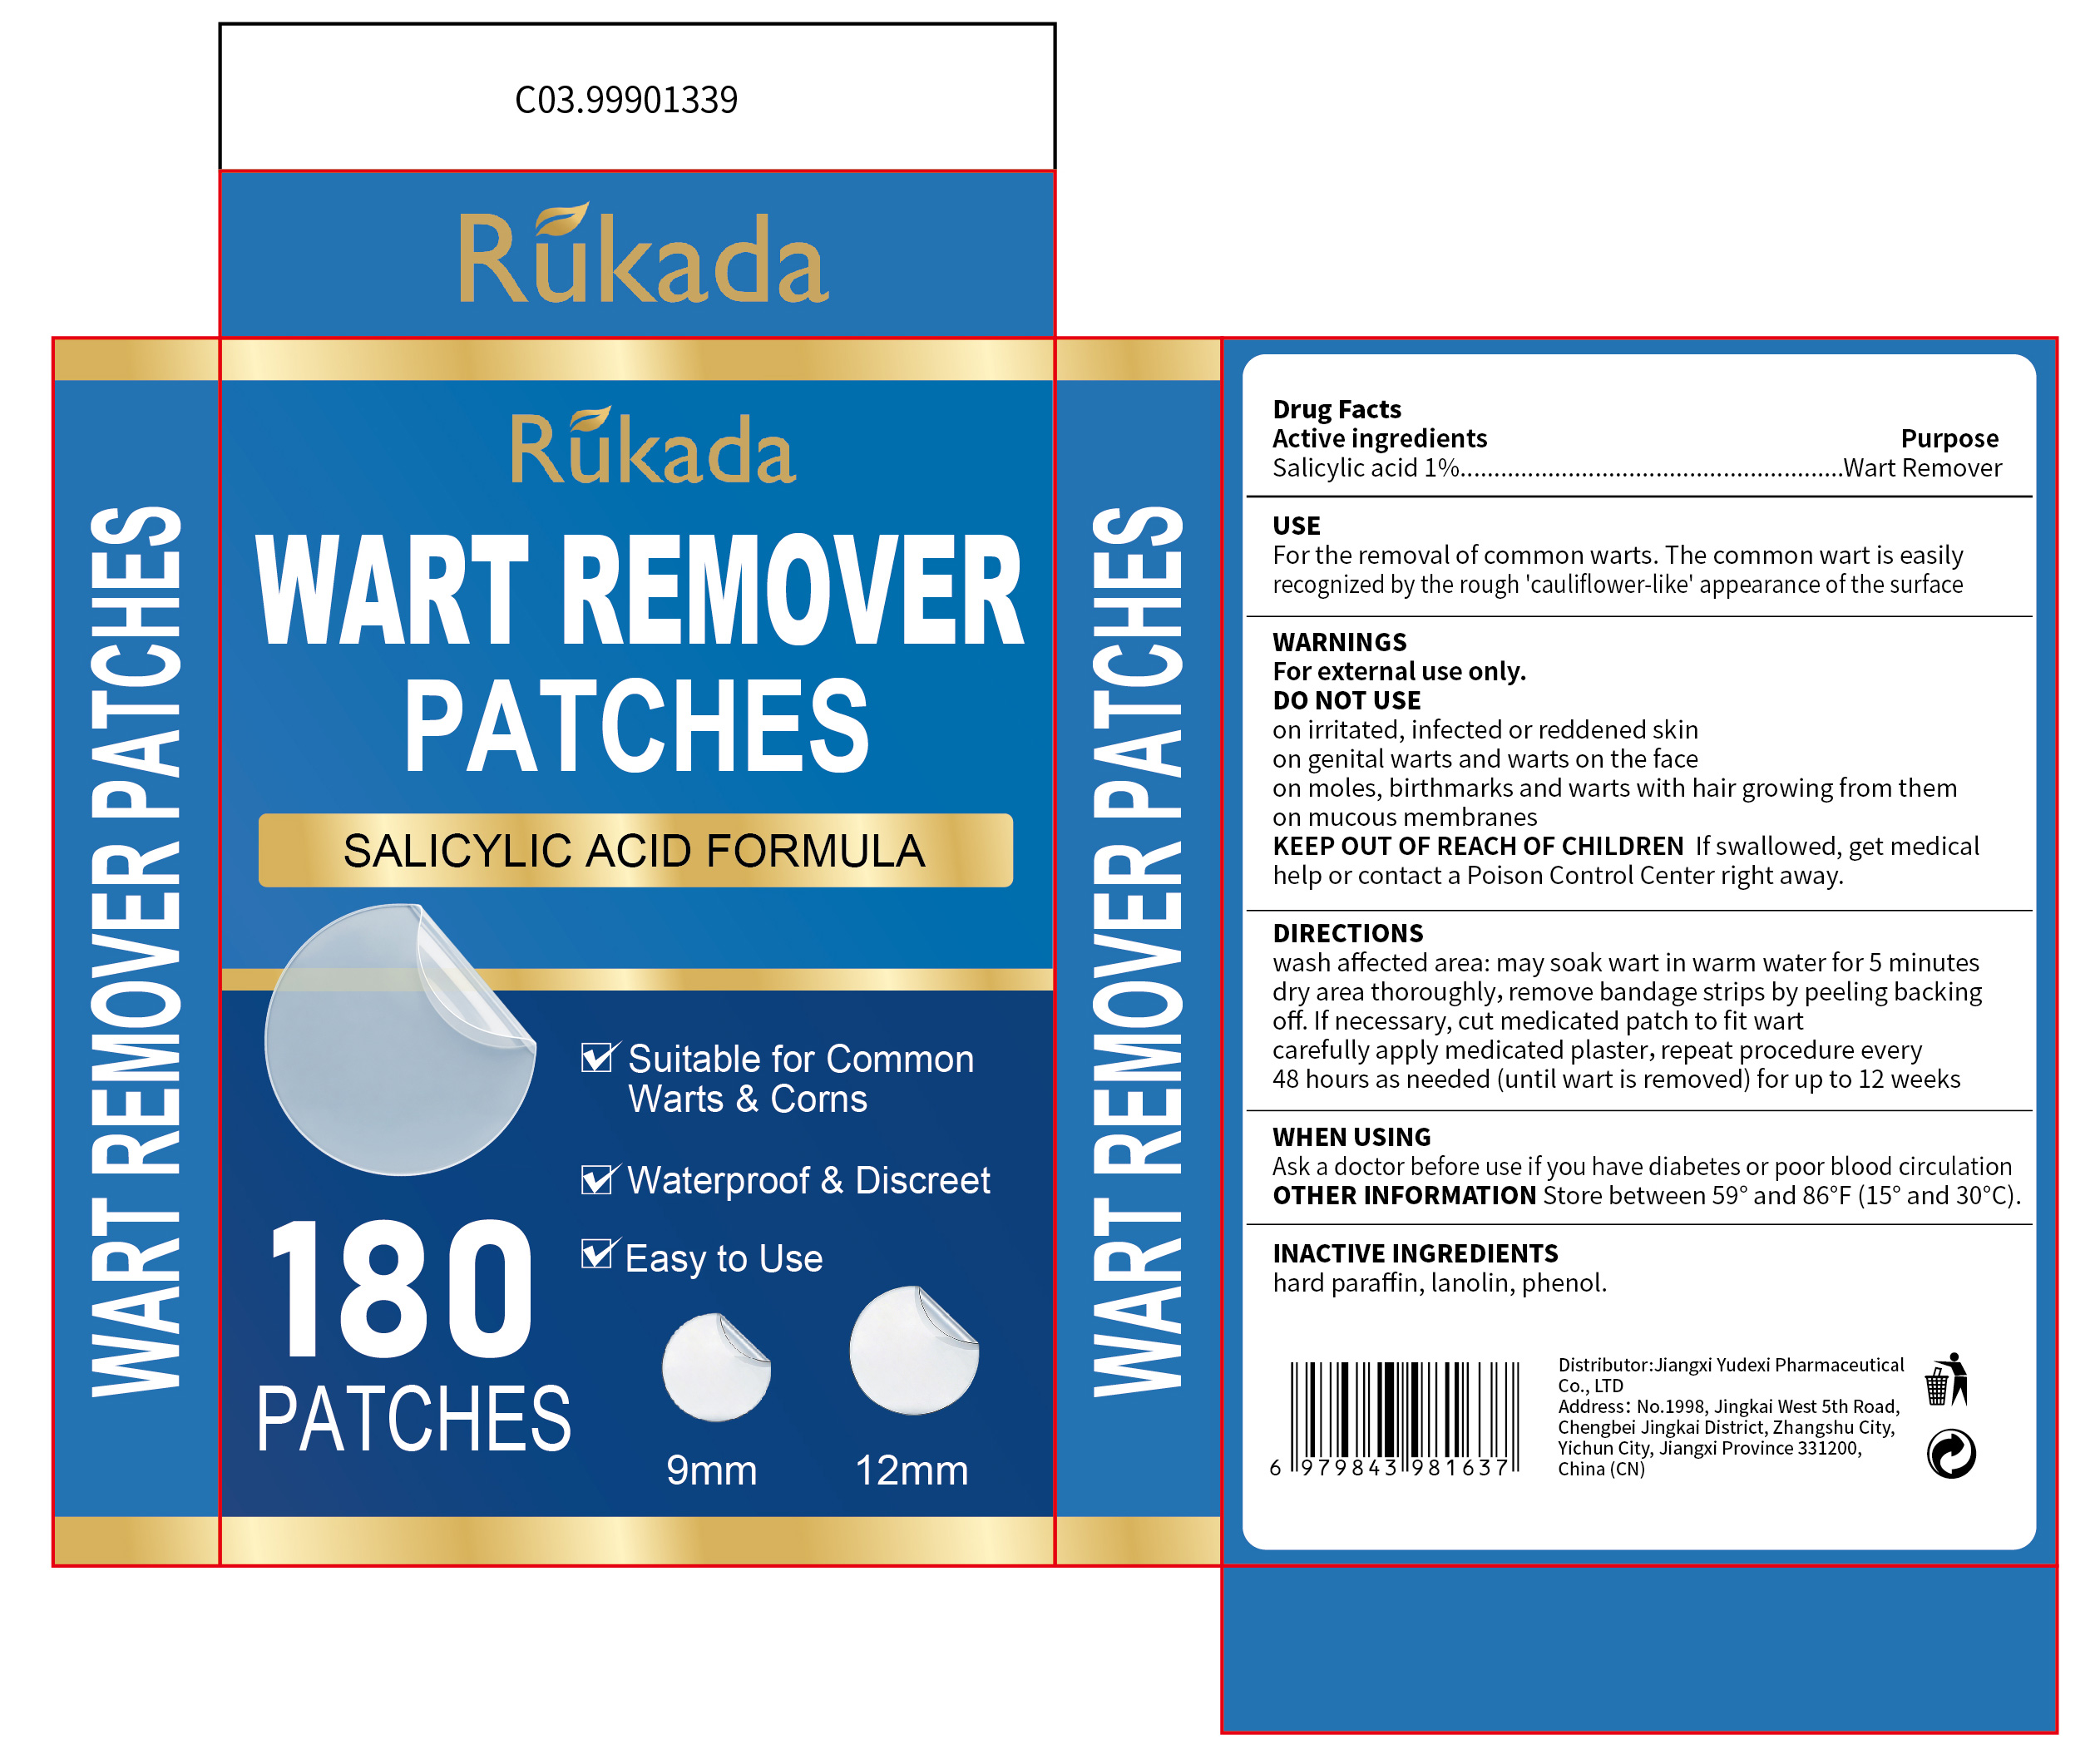 C03.99901339
Rukada
WART REMOVER PATCHES
Rukada
WART REMOVER
PATCHES
SALICYLIC ACID FORMULA
Suitable for Common
Warts & Corns
Waterproof & Discreet
Easy to Use
180
PATCHES
9mm
12mm
WART REMOVER PATCHES
Drug Facts
Active ingredients Purpose
Salicylic acid 1%.........................................................Wart Remover
USE
For the removal of common warts. The common wart is easily
recognized by the rough 'cauliflower-like' appearance of the surface
WARNINGS
For external use only.
DO NOT USE
on irritated, infected or reddened skin
on genital warts and warts on the face
on moles, birthmarks and warts with hair growing from them
on mucous membranes
KEEP OUT OF REACH OF CHILDREN If swallowed, get medical
help or contact a Poison Control Center right away.
DIRECTIONS
wash affected area: may soak wart in warm water for 5 minutes
dry area thoroughly, remove bandage strips by peeling backing
off. If necessary, cut medicated patch to fit wart
carefully apply medicated plaster, repeat procedure every
48 hours as needed (until wart is removed) for up to 12 weeks
WHEN USING
Ask a doctor before use if you have diabetes or poor blood circulation
OTHER INFORMATION Store between 59° and 86°F (15° and 30°C).
INACTIVE INGREDIENTS
hard paraffin, lanolin, phenol.
6 979843 981637
Distributor:Jiangxi Yudexi Pharmaceutical
Co., LTD
Address: No.1998, Jingkai West 5th Road,
Chengbei Jingkai District, Zhangshu City,
Yichun City, Jiangxi Province 331200,
China (CN)